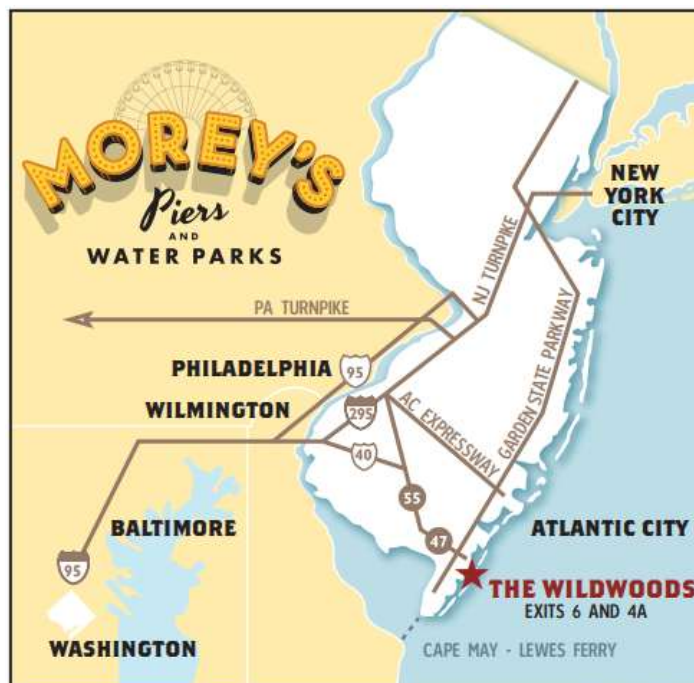 MOREY'S
Piers
AND
WATER PARKS
NEW
YORK
CITY
NJ TURNPIKE
PA TURNPIKE
GARDEN STATE PARKWAY
PHILADELPHIA
95
WILMINGTON
295
AC EXPRESSWAY
40
55
BALTIMORE
ATLANTIC CITY
47
95
THE WILDWOODS
EXITS 6 AND 4A
WASHINGTON
CAPE MAY - LEWES FERRY